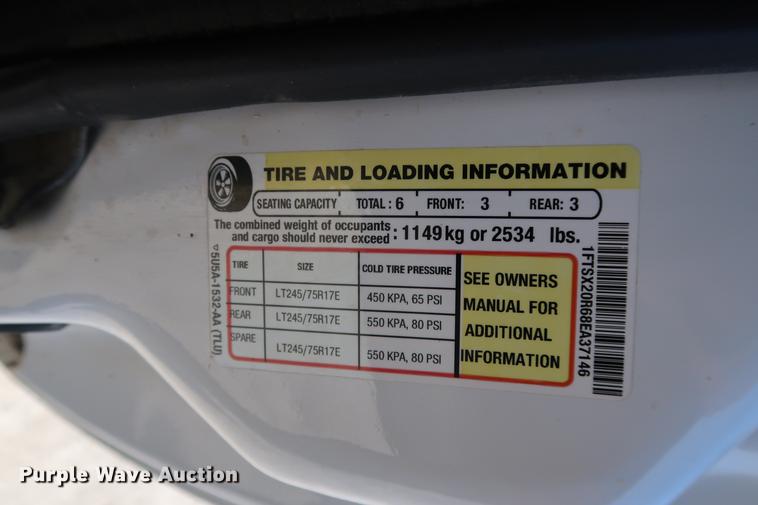 TIRE AND LOADING INFORMATION
SEATING CAPACITY TOTAL : 6 FRONT: 3 REAR: 3
The combined weight of occupants
and cargo should never exceed : 1149kg or 2534 lbs.
TIRE SIZE COLD TIRE PRESSURE
FRONT LT245/75R17E 450 KPA, 65 PSI
REAR LT245/75R17E 550 KPA, 80 PSI
SPARE LT245/75R17E 550 KPA, 80 PSI
SEE OWNERS
MANUAL FOR
ADDITIONAL
INFORMATION
5U5A-1532-AA (TLU)
1FTSX20R68EA37146
Purple Wave Auction